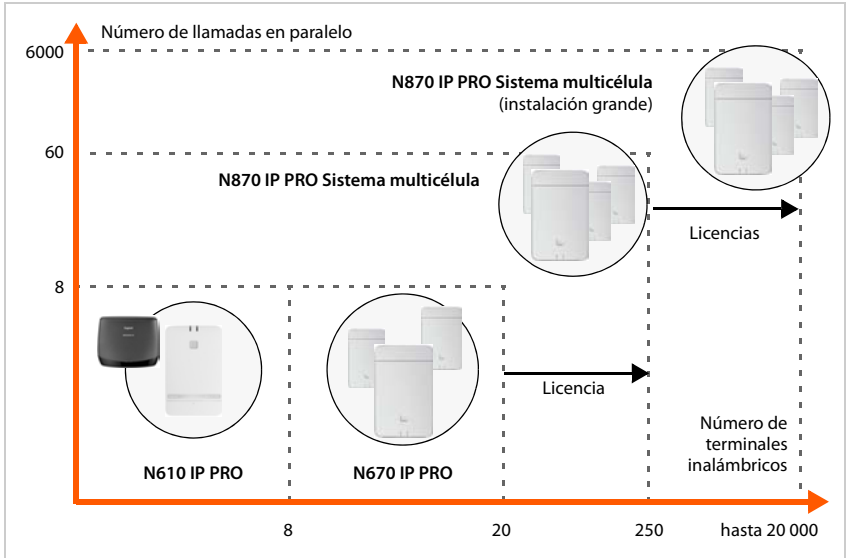 Número de llamadas en paralelo
6000
N870 IP PRO Sistema multicélula
(instalación grande)
60
N870 IP PRO Sistema multicélula
Licencias
8
Licencia
Número de
terminales
inalámbricos
N610 IP PRO
N670 IP PRO
8
20
250
hasta 20 000